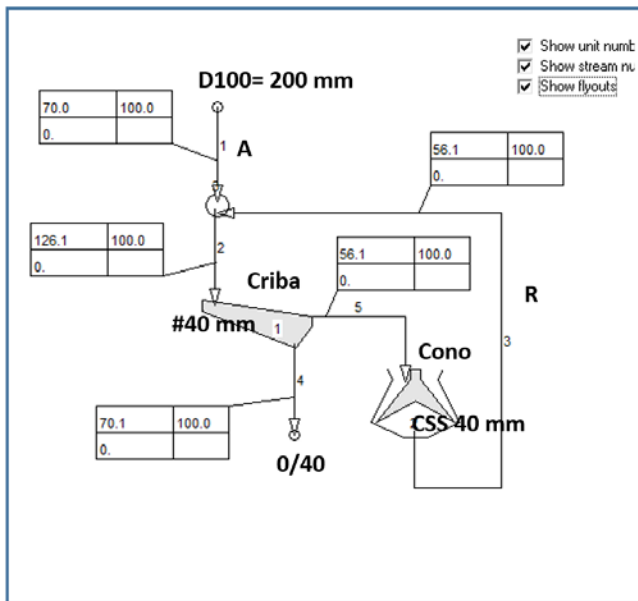 D100= 200 mm
Show unit numb
Show stream nu
Show flyouts
70.0 100.0
0.
1
A
56.1 100.0
0.
126.1 100.0
0.
2
56.1 100.0
0.
Criba
R
5
#40 mm
1
3
Cono
4
CSS 40 mm
70.1 100.0
0.
0/40